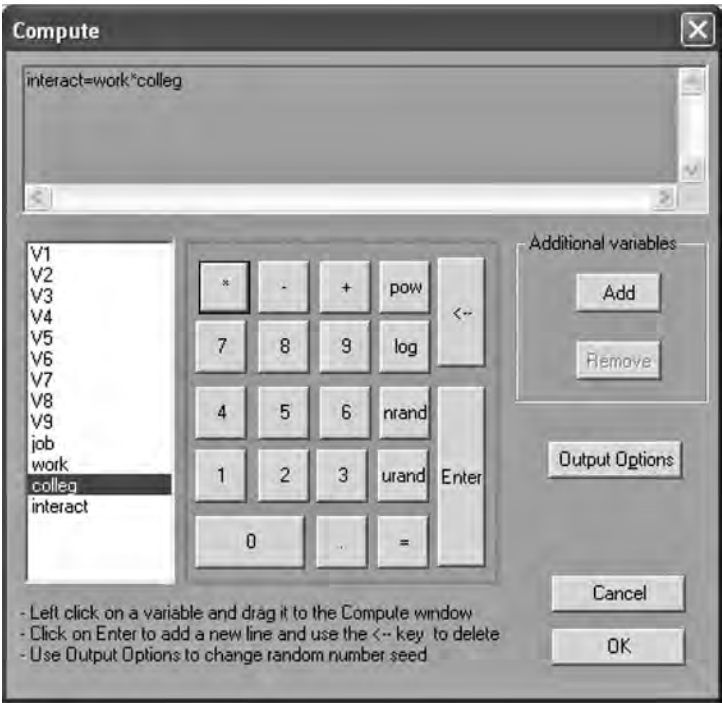 Compute
interact=work*colleg
V1
V2
V3
V4
V5
V6
V7
V8
V9
job
work
colleg
interact
* - + pow <--
7 8 9 log
4 5 6 nrand
1 2 3 urand Enter
0 . =
Additional variables
Add
Remove
Output Options
Cancel
OK
- Left click on a variable and drag it to the Compute window
- Click on Enter to add a new line and use the <-- key to delete
- Use Output Options to change random number seed